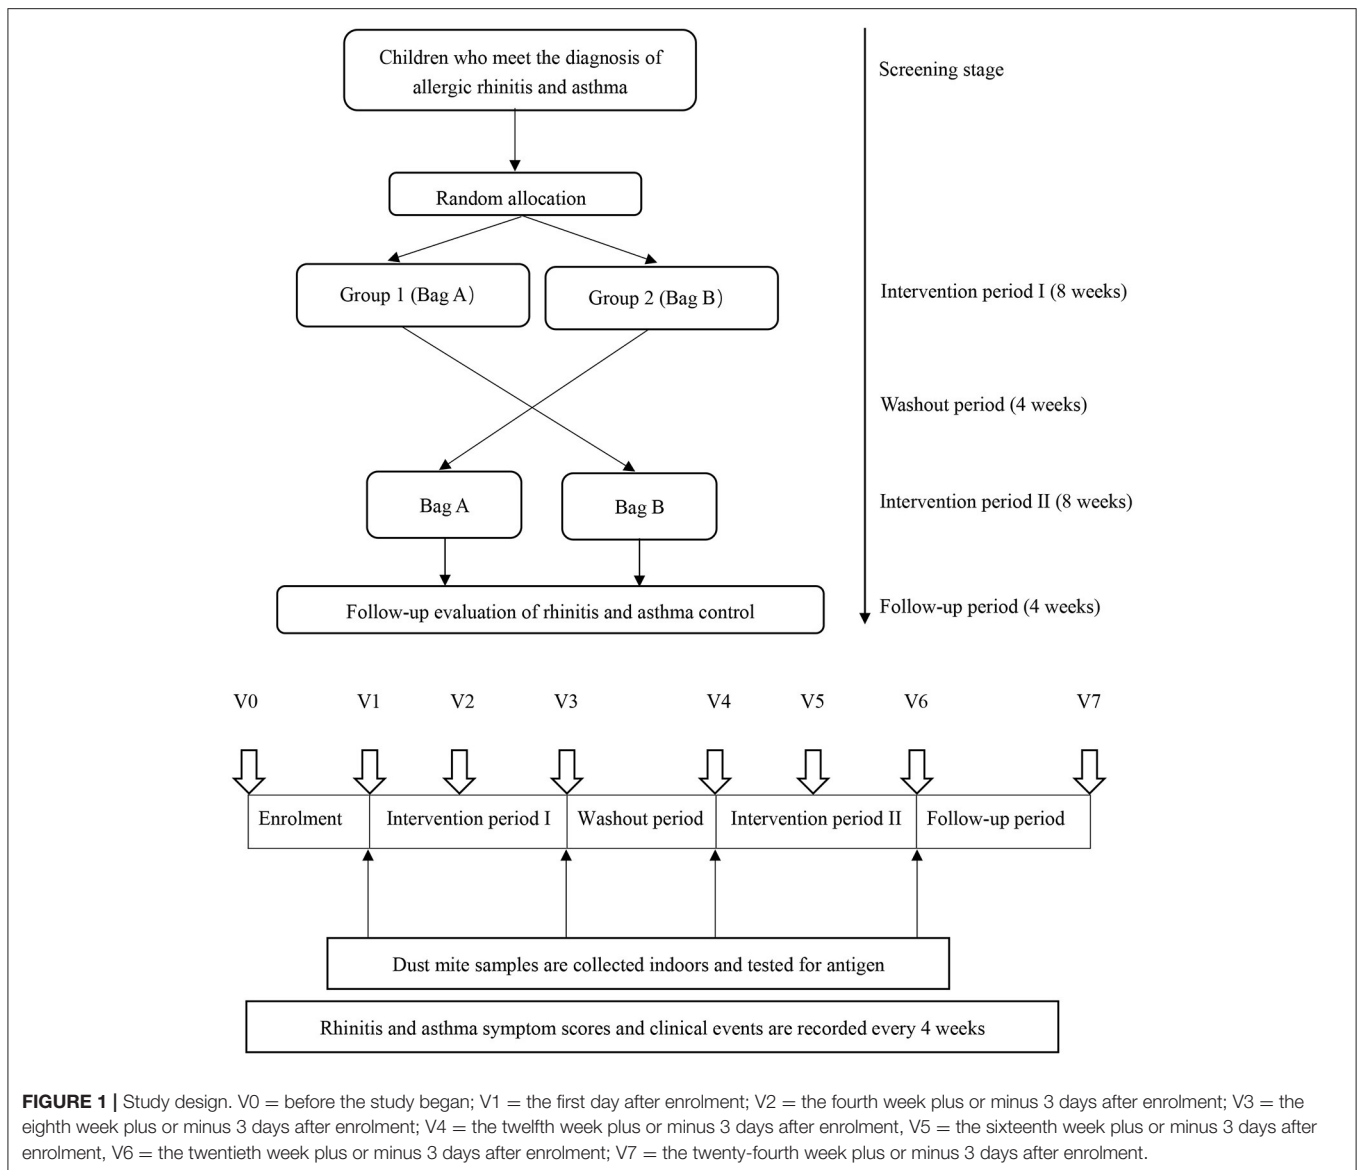 Children who meet the diagnosis of
allergic rhinitis and asthma
Screening stage
Random allocation
Group 1 (Bag A)
Group 2 (Bag B)
Intervention period I (8 weeks)
Washout period (4 weeks)
Bag A
Bag B
Intervention period II (8 weeks)
Follow-up evaluation of rhinitis and asthma control
Follow-up period (4 weeks)
V0 V1 V2 V3 V4 V5 V6 V7
Enrolment Intervention period I Washout period Intervention period II Follow-up period
Dust mite samples are collected indoors and tested for antigen
Rhinitis and asthma symptom scores and clinical events are recorded every 4 weeks
FIGURE 1 | Study design. V0 = before the study began; V1 = the first day after enrolment; V2 = the fourth week plus or minus 3 days after enrolment; V3 = the
eighth week plus or minus 3 days after enrolment; V4 = the twelfth week plus or minus 3 days after enrolment, V5 = the sixteenth week plus or minus 3 days after
enrolment, V6 = the twentieth week plus or minus 3 days after enrolment; V7 = the twenty-fourth week plus or minus 3 days after enrolment.